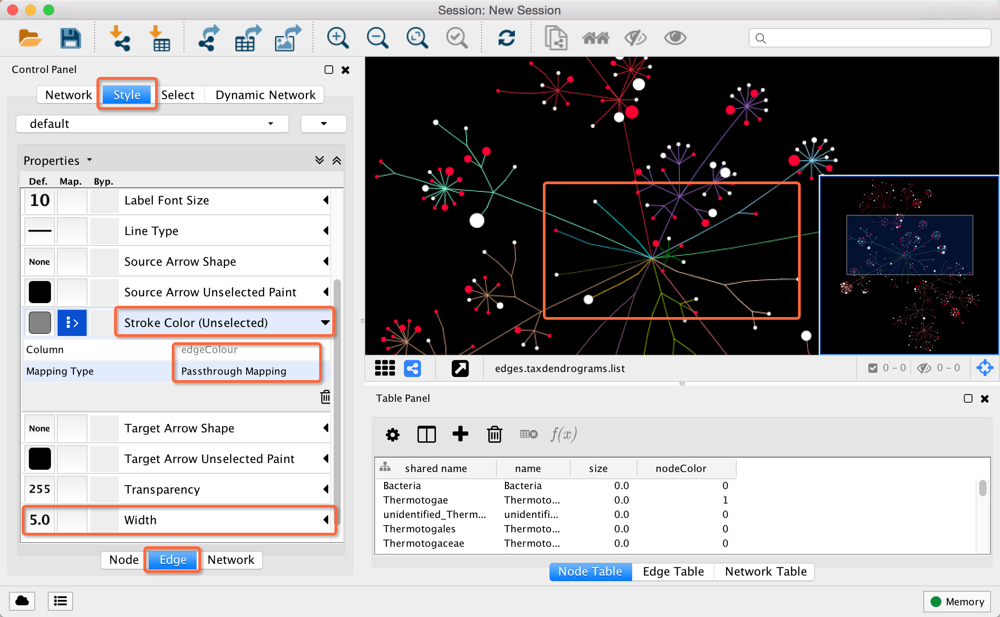 Session: New Session
Control Panel
Network Style Select Dynamic Network
default
Properties
Def. Map. Byp.
10 Label Font Size
Line Type
None Source Arrow Shape
Source Arrow Unselected Paint
Stroke Color (Unselected)
Column edgeColour
Mapping Type Passthrough Mapping
None Target Arrow Shape
Target Arrow Unselected Paint
255 Transparency
5.0 Width
Node Edge Network
edges.taxdendrograms.list 0 – 0 0 – 0
Table Panel
f(x)
shared name name size nodeColor
Bacteria Bacteria 0.0 0
Thermotogae Thermoto... 0.0 1
unidentified_Therm... unidentifi... 0.0 0
Thermotogales Thermoto... 0.0 0
Thermotogaceae Thermoto... 0.0 0
Node Table Edge Table Network Table
Memory